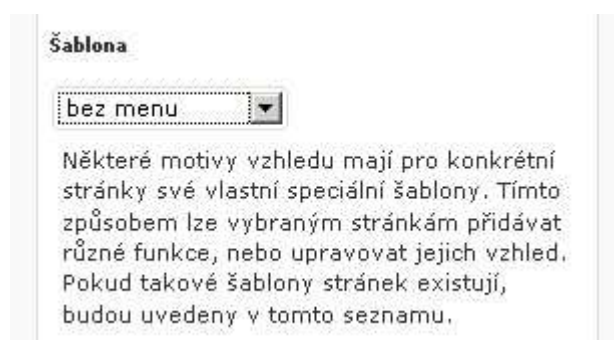 Šablona
bez menu
Některé motivy vzhledu mají pro konkrétní
stránky své vlastní speciální šablony. Tímto
způsobem lze vybraným stránkám přidávat
různé funkce, nebo upravovat jejich vzhled.
Pokud takové šablony stránek existují,
budou uvedeny v tomto seznamu.